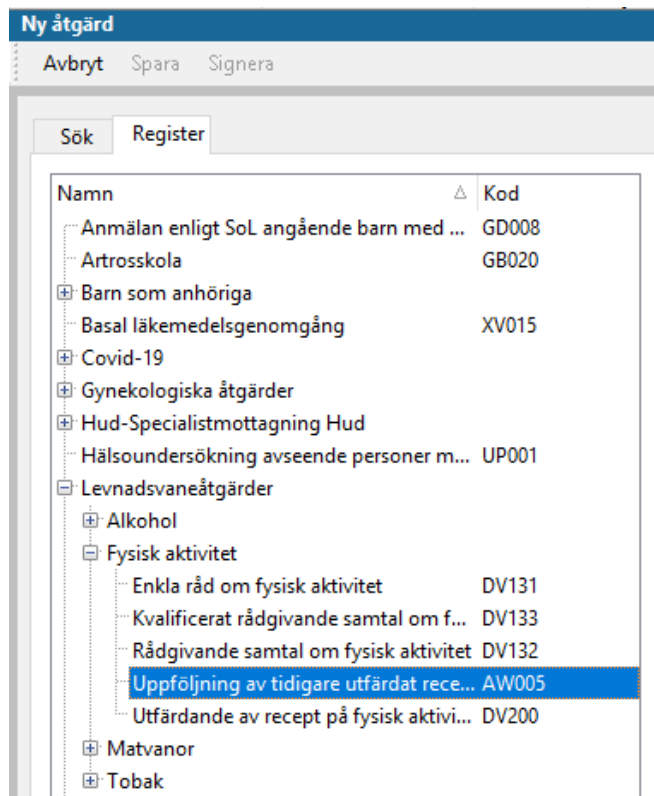 Ny åtgärd
Avbryt Spara Signera
Sök Register
Namn Kod
Anmälan enligt SoL angående barn med ... GD008
Artrosskola GB020
Barn som anhöriga
Basal läkemedelsgenomgång XV015
Covid-19
Gynekologiska åtgärder
Hud-Specialistmottagning Hud
Hälsoundersökning avseende personer m... UP001
Levnadsvaneåtgärder
Alkohol
Fysisk aktivitet
Enkla råd om fysisk aktivitet DV131
Kvalificerat rådgivande samtal om f... DV133
Rådgivande samtal om fysisk aktivitet DV132
Uppföljning av tidigare utfärdat rece... AW005
Utfärdande av recept på fysisk aktivi... DV200
Matvanor
Tobak